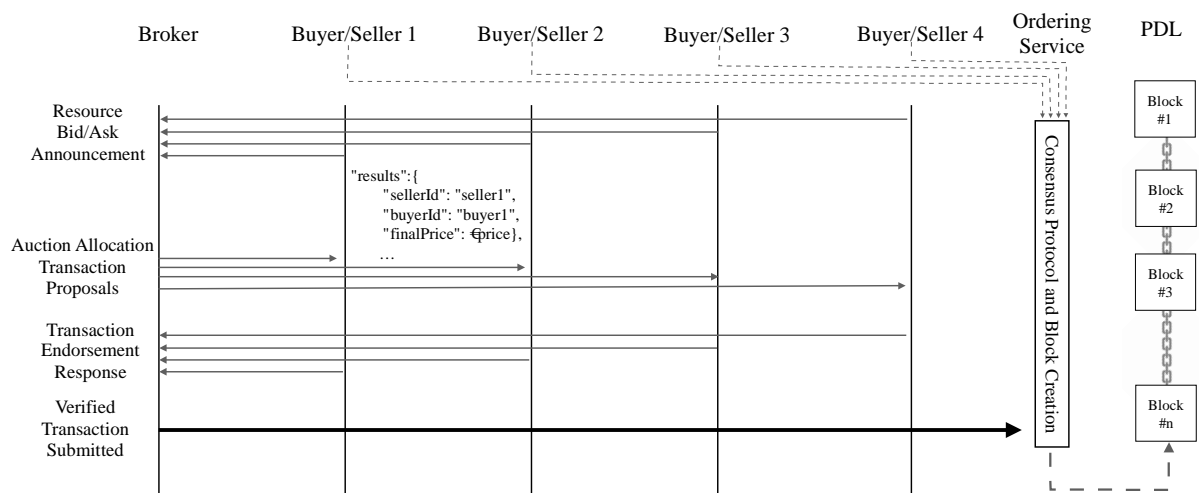 Broker
Buyer/Seller 1
Buyer/Seller 2
Buyer/Seller 3
Buyer/Seller 4
Ordering
Service
PDL
Resource
Bid/Ask
Announcement
"results":{
"sellerId": "seller1",
"buyerId": "buyer1",
"finalPrice": €price},
…
Auction Allocation
Transaction
Proposals
Transaction
Endorsement
Response
Verified
Transaction
Submitted
Consensus Protocol and Block Creation
Block
#1
Block
#2
Block
#3
Block
#n